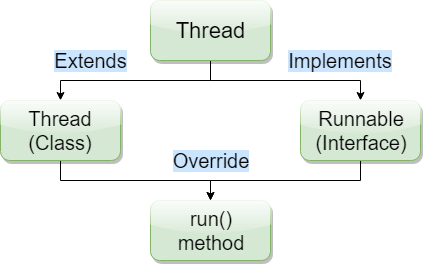 Thread
Extends
Implements
Thread
(Class)
Runnable
(Interface)
Override
run()
method